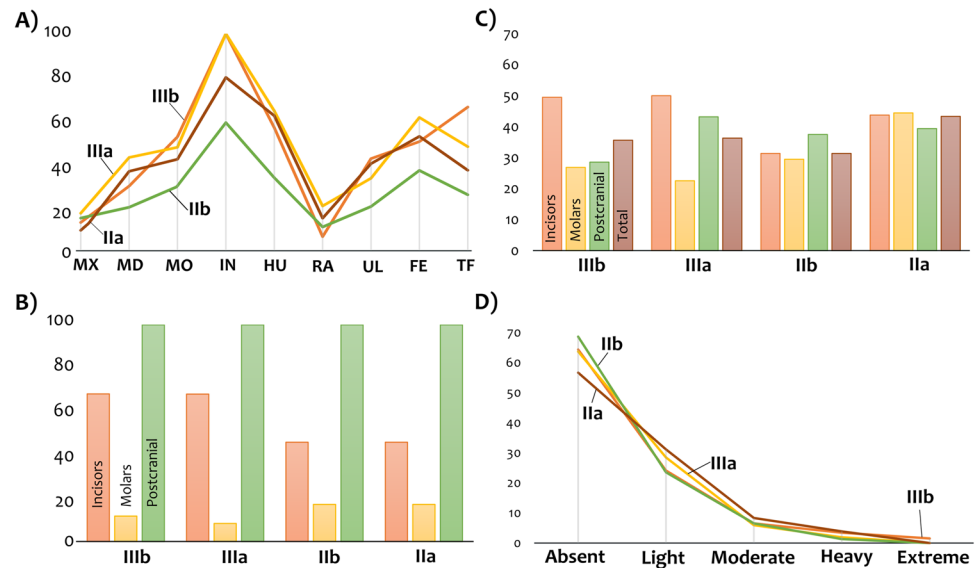 A)
100
80
60
40
20
0
IIIb
IIIa
IIb
IIa
MX MD MO IN HU RA UL FE TF
B)
100
80
60
40
20
0
Incisors
Molars
Postcranial
IIIb IIIa IIb IIa
C)
70
60
50
40
30
20
10
0
Incisors
Molars
Postcranial
Total
IIIb IIIa IIb IIa
D)
70
60
50
40
30
20
10
0
IIb
IIa
IIIa
IIIb
Absent Light Moderate Heavy Extreme